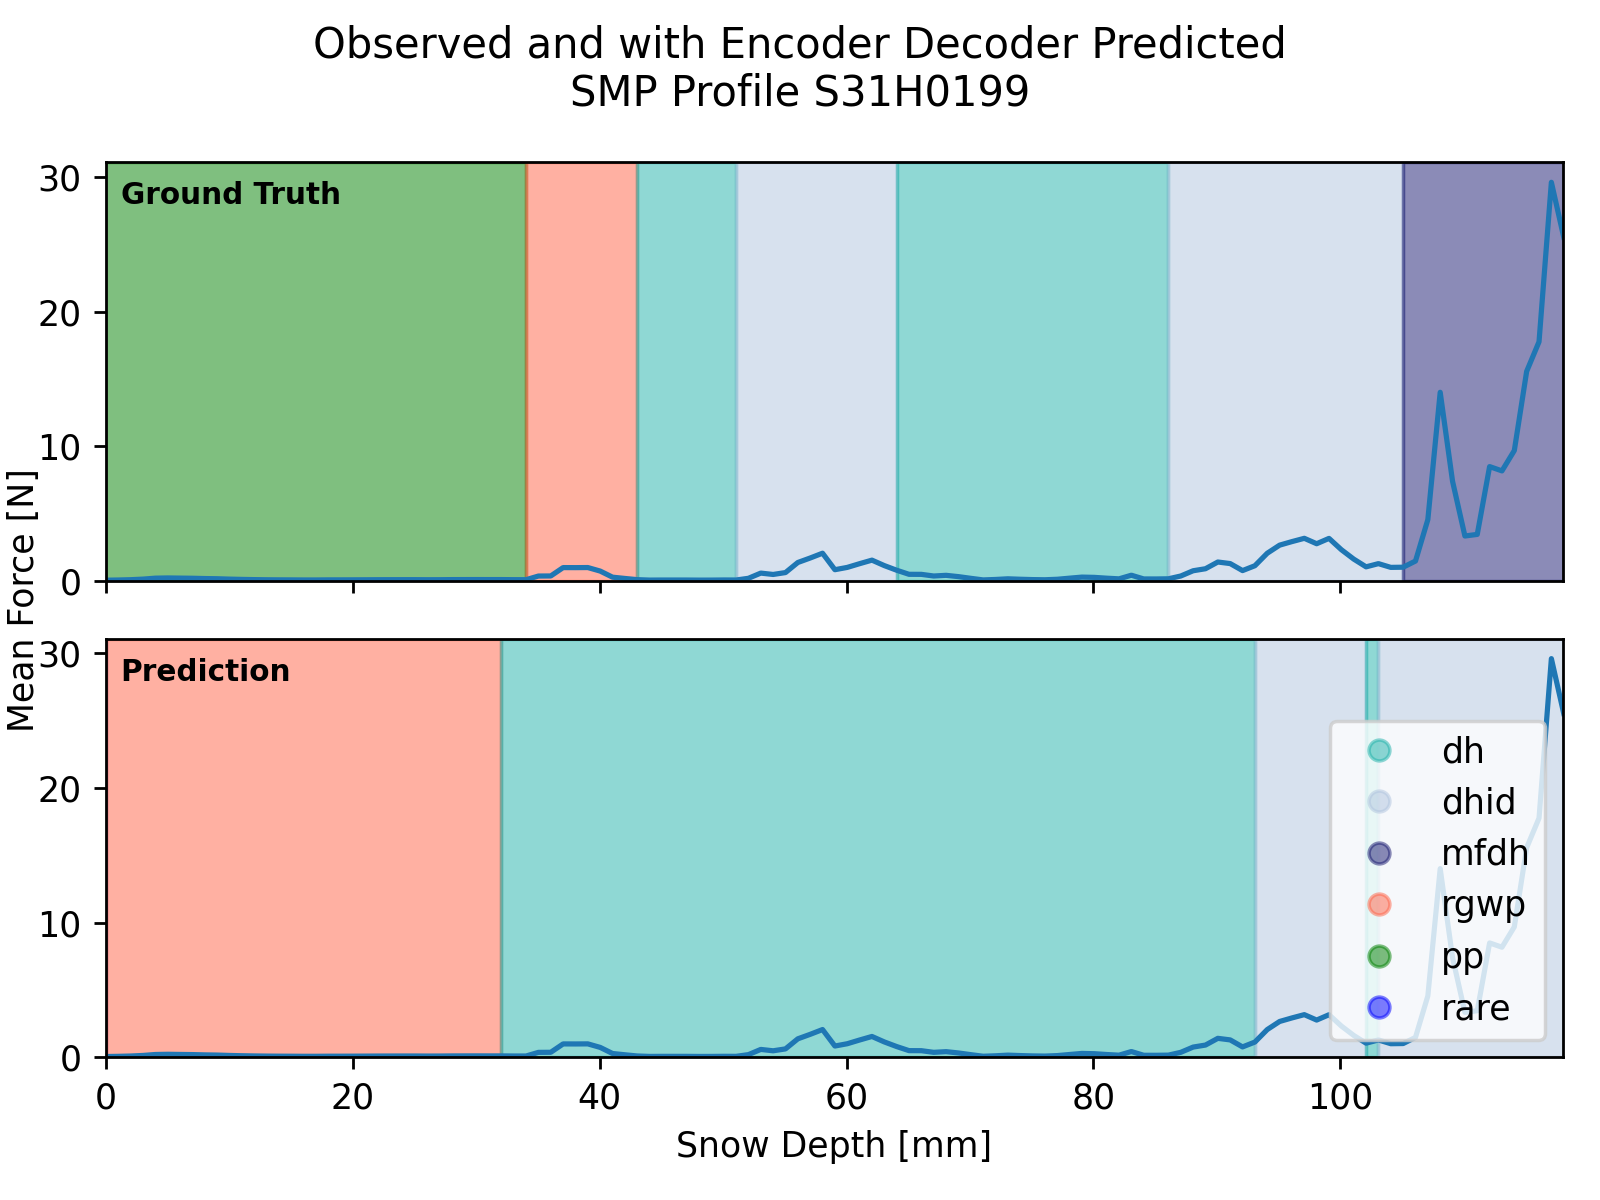 Observed and with Encoder Decoder Predicted
SMP Profile S31H0199
Mean Force [N]
30
20
10
0
Ground Truth
30
20
10
0
Prediction
dh
dhid
mfdh
rgwp
pp
rare
0 20 40 60 80 100
Snow Depth [mm]